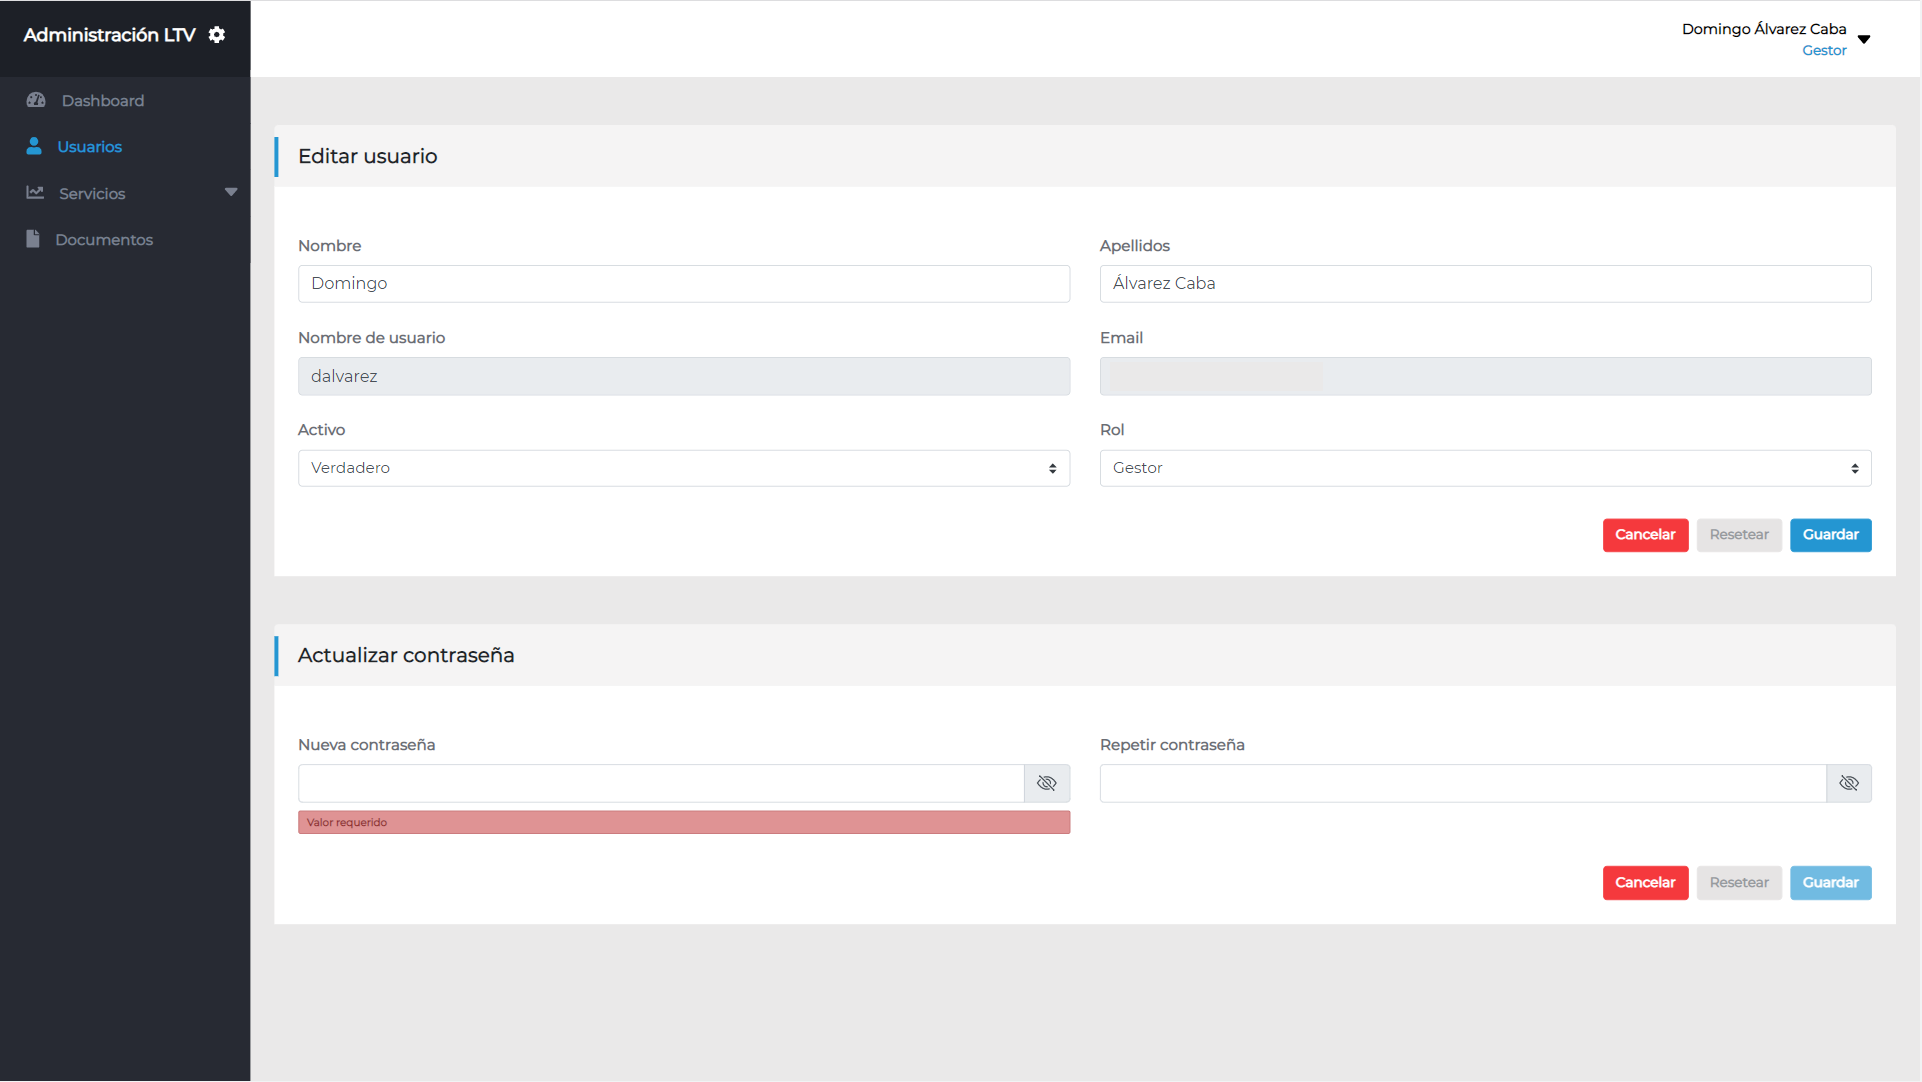 Administración LTV
Domingo Álvarez Caba
Gestor
Dashboard
Usuarios
Servicios
Documentos
Editar usuario
Nombre
Apellidos
Domingo
Álvarez Caba
Nombre de usuario
Email
dalvarez
Activo
Rol
Verdadero
Gestor
Cancelar
Resetear
Guardar
Actualizar contraseña
Nueva contraseña
Repetir contraseña
Valor requerido
Cancelar
Resetear
Guardar